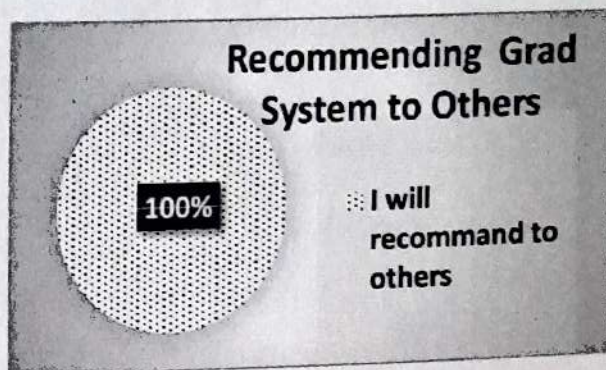 Recommending Grad
System to Others
100%
I will
recommand to
others